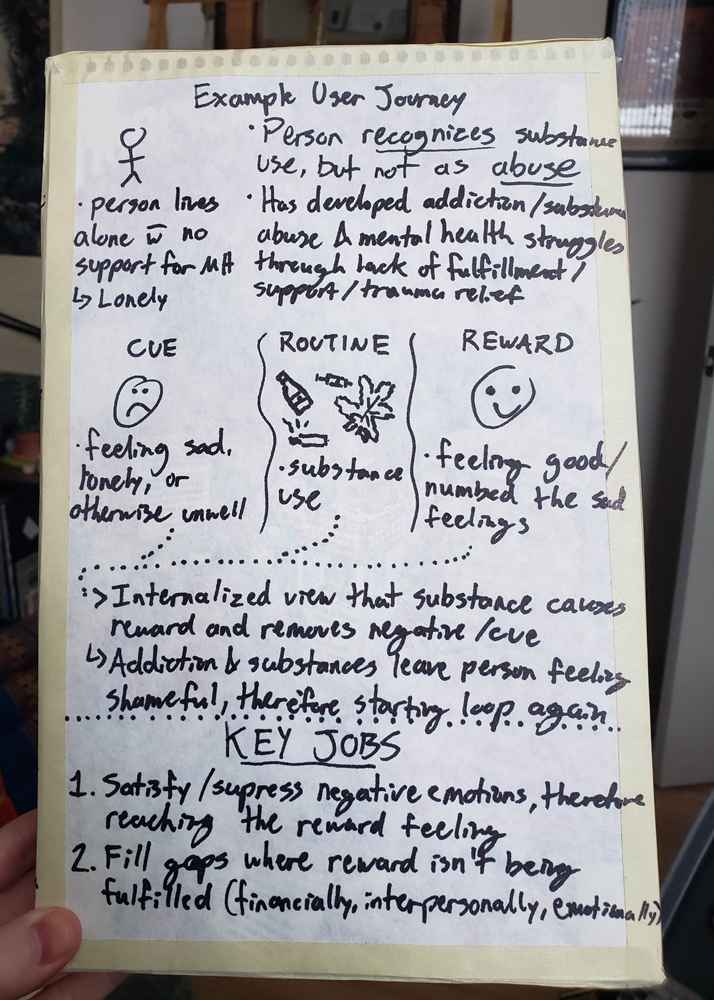 Example User Journey
· person lives
alone w̅ no
support for MH
↳ Lonely
· Person recognizes substance
use, but not as abuse
· Has developed addiction/substance
abuse & mental health struggles
through lack of fulfillment/
support/trauma relief
CUE
· feeling sad,
lonely, or
otherwise unwell
ROUTINE
· substance
use
REWARD
· feeling good/
numbed the sad
feelings
:> Internalized view that substance causes
reward and removes negative/cue
↳ Addiction & substances leave person feeling
shameful, therefore starting loop again
KEY JOBS
1. Satisfy/supress negative emotions, therefore
reaching the reward feeling
2. Fill gaps where reward isn't being
fulfilled (financially, interpersonally, emotionally)